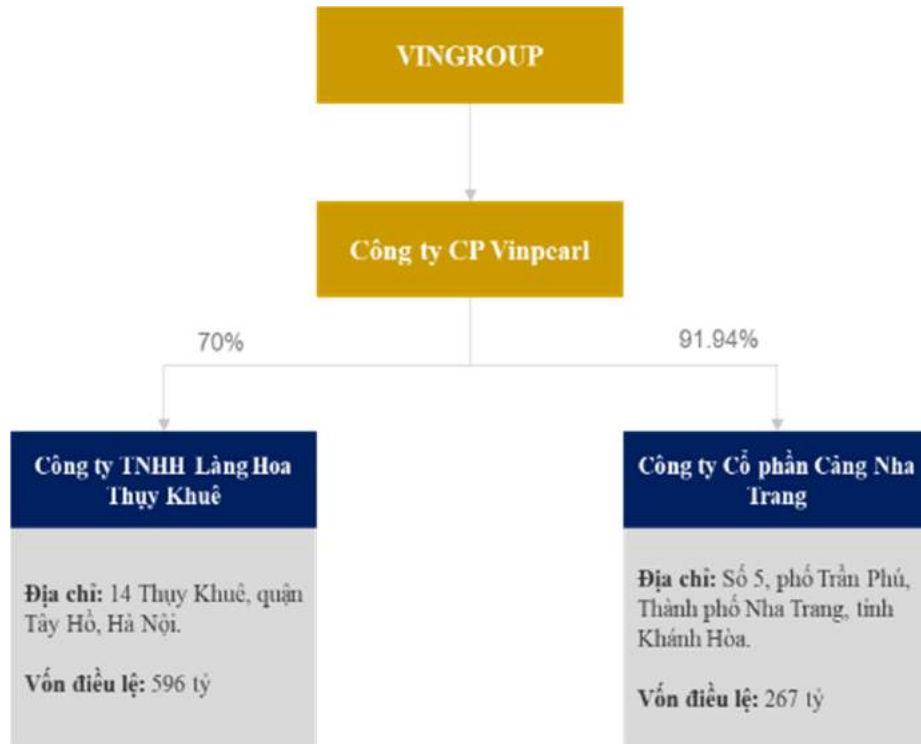 VINGROUP
Công ty CP Vinpearl
70%
91.94%
Công ty TNHH Làng Hoa
Thụy Khuê
Địa chỉ: 14 Thụy Khuê, quận
Tây Hồ, Hà Nội.
Vốn điều lệ: 596 tỷ
Công ty Cổ phần Cảng Nha
Trang
Địa chỉ: Số 5, phố Trần Phú,
Thành phố Nha Trang, tỉnh
Khánh Hòa.
Vốn điều lệ: 267 tỷ